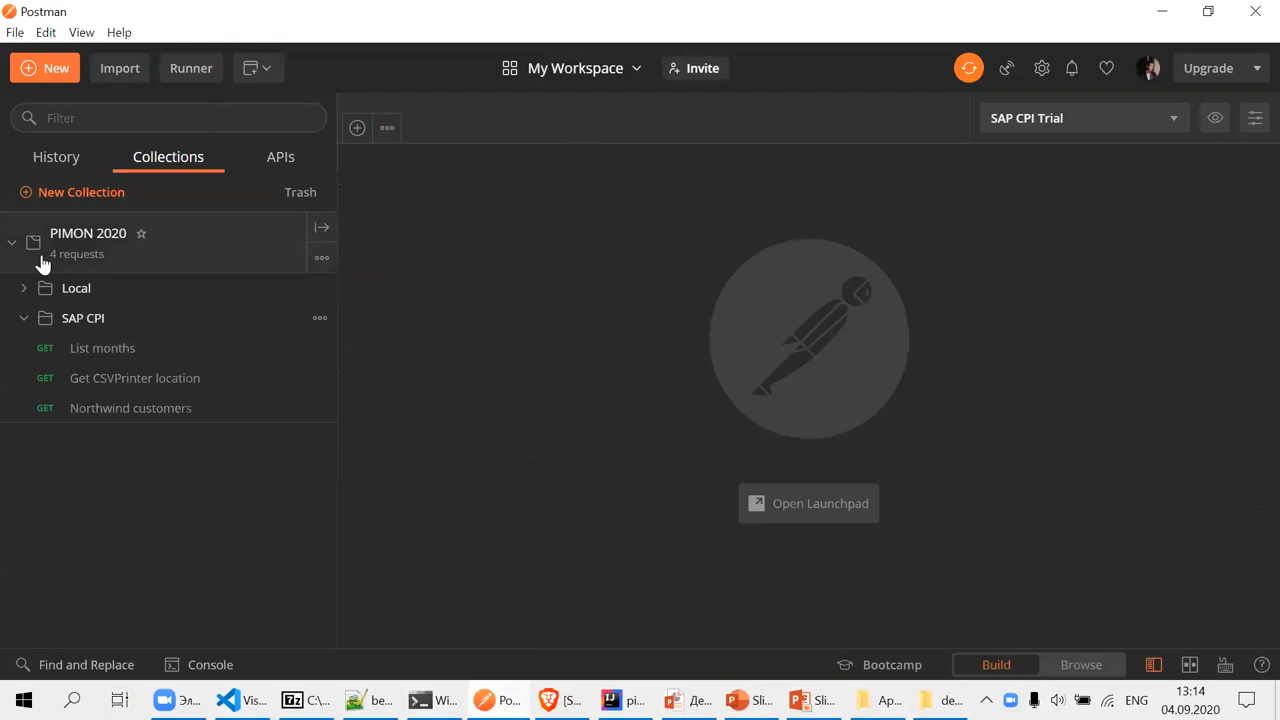 Postman
File Edit View Help
New Import Runner My Workspace Invite Upgrade
Filter
SAP CPI Trial
History Collections APIs
New Collection Trash
PIMON 2020
4 requests
Local
SAP CPI
GET List months
GET Get CSVPrinter location
GET Northwind customers
Open Launchpad
Find and Replace Console Bootcamp Build Browse
Эл... Vis... C:\... be... Wi... Po... [S... pi... Де... Sli... Sli... Ap... de... ENG
13:14
04.09.2020